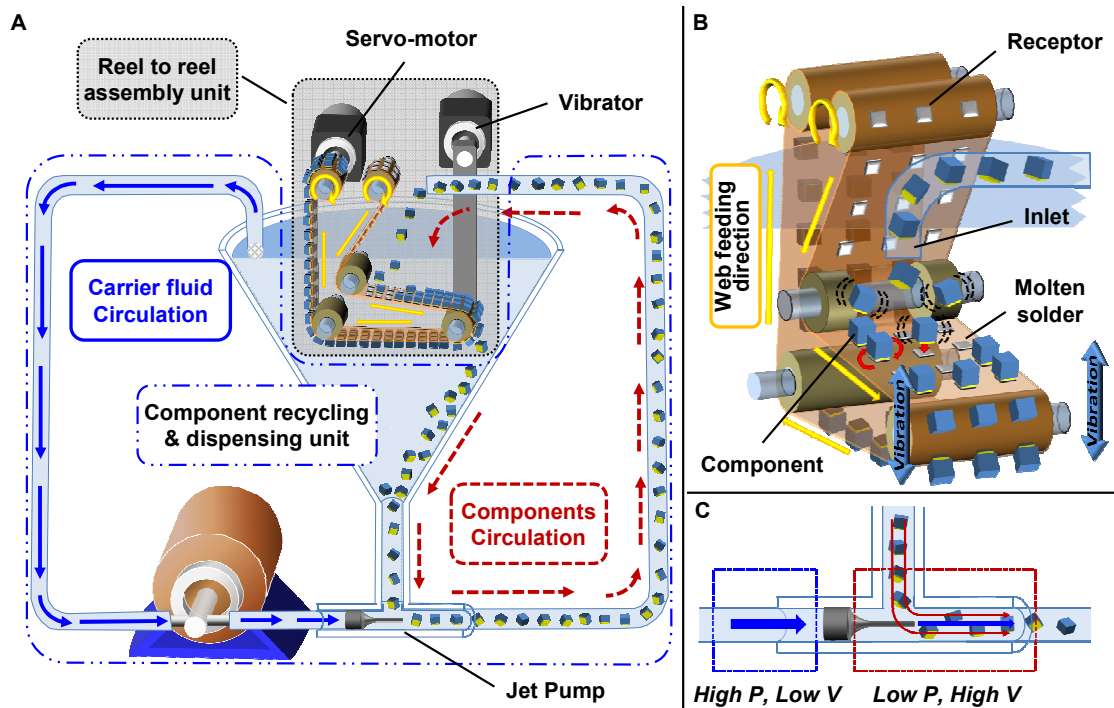 A
Servo-motor
Reel to reel
assembly unit
Vibrator
Carrier fluid
Circulation
Component recycling
& dispensing unit
Components
Circulation
Jet Pump
B
Receptor
Inlet
Web feeding
direction
Molten
solder
Vibration
Vibration
Component
C
High P, Low V
Low P, High V